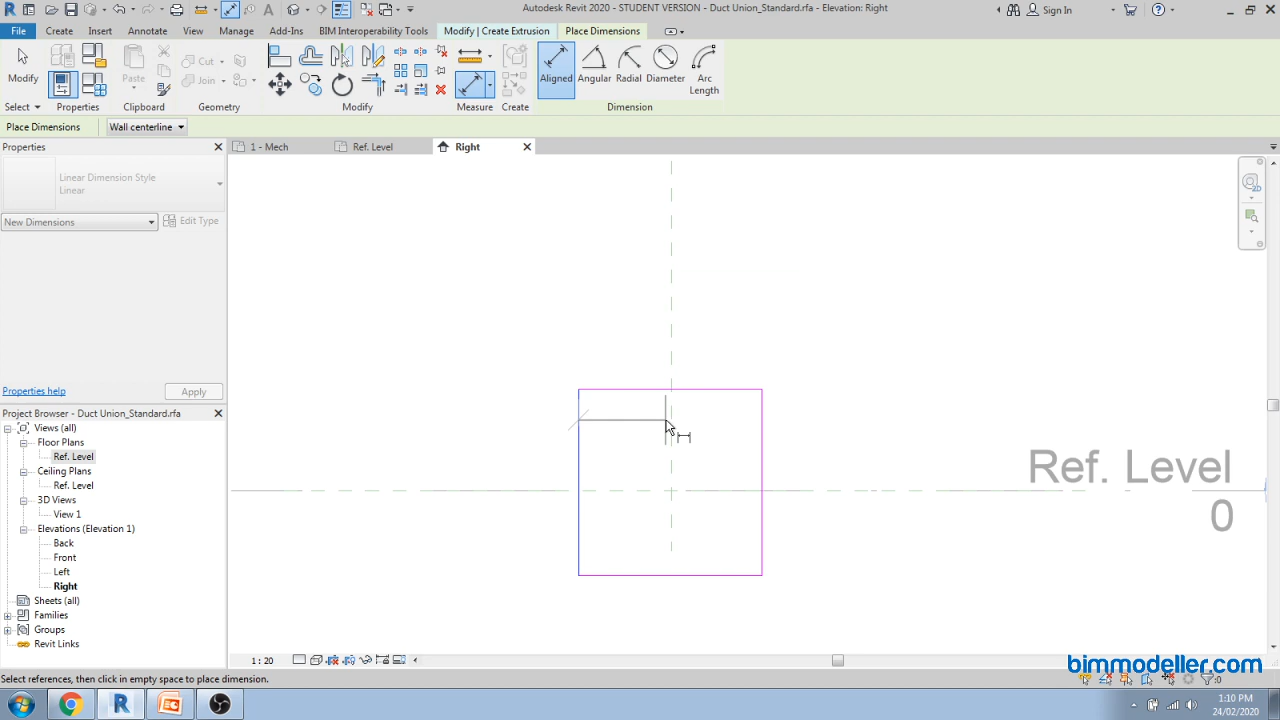 Autodesk Revit 2020 - STUDENT VERSION - Duct Union_Standard.rfa - Elevation: Right
Sign In
File Create Insert Annotate View Manage Add-Ins BIM Interoperability Tools Modify | Create Extrusion Place Dimensions
Modify Paste Cut Join Aligned Angular Radial Diameter Arc Length
Select Properties Clipboard Geometry Modify Measure Create Dimension
Place Dimensions Wall centerline
Properties
1 - Mech Ref. Level Right
Linear Dimension Style
Linear
New Dimensions Edit Type
Properties help Apply
Project Browser - Duct Union_Standard.rfa
Views (all)
Floor Plans
Ref. Level
Ceiling Plans
Ref. Level
3D Views
View 1
Elevations (Elevation 1)
Back
Front
Left
Right
Sheets (all)
Families
Groups
Revit Links
Ref. Level
0
1 : 20
bimmodeller.com
Select references, then click in empty space to place dimension.
:0
1:10 PM
24/02/2020